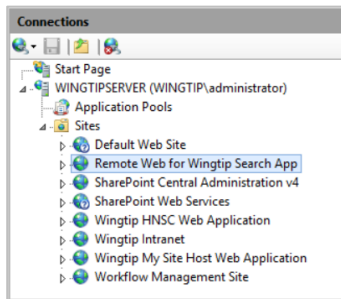 Connections
Start Page
WINGTIPSERVER (WINGTIP\administrator)
Application Pools
Sites
Default Web Site
Remote Web for Wingtip Search App
SharePoint Central Administration v4
SharePoint Web Services
Wingtip HNSC Web Application
Wingtip Intranet
Wingtip My Site Host Web Application
Workflow Management Site